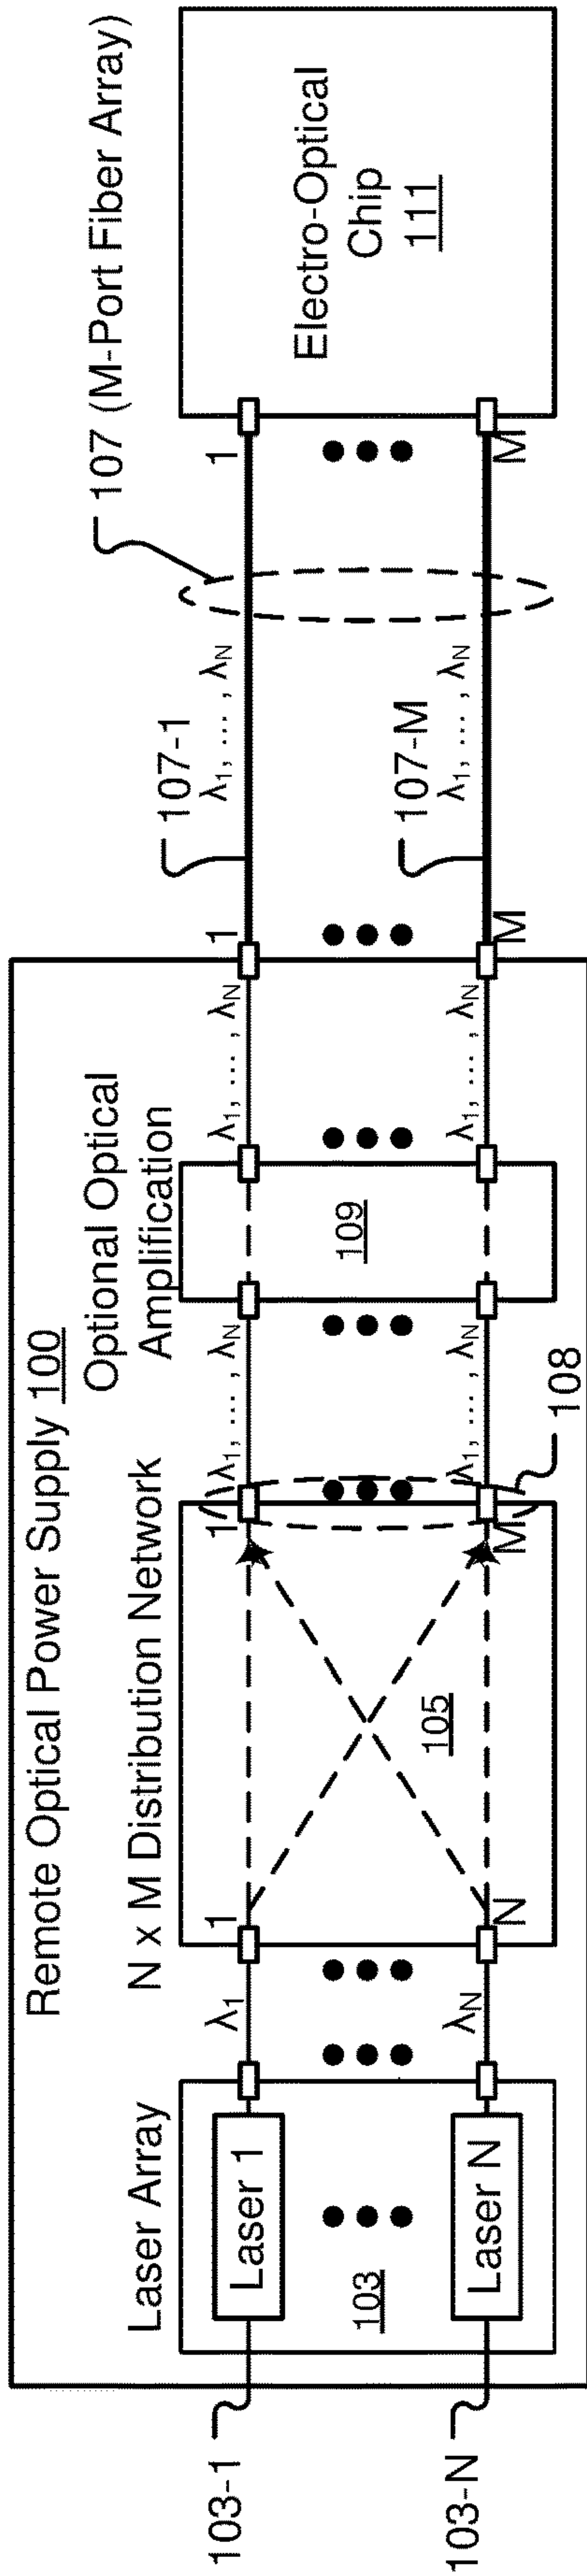 Remote Optical Power Supply 100
Laser Array
N x M Distribution Network
Optional Optical
Amplification
107 (M-Port Fiber Array)
103-1
Laser 1
λ1
1
1
λ1, ... , λN
λ1, ... , λN
1
107-1
λ1, ... , λN
1
103
105
109
Electro-Optical
Chip
111
103-N
Laser N
λN
N
M
λ1, ... , λN
λ1, ... , λN
M
107-M
λ1, ... , λN
M
108